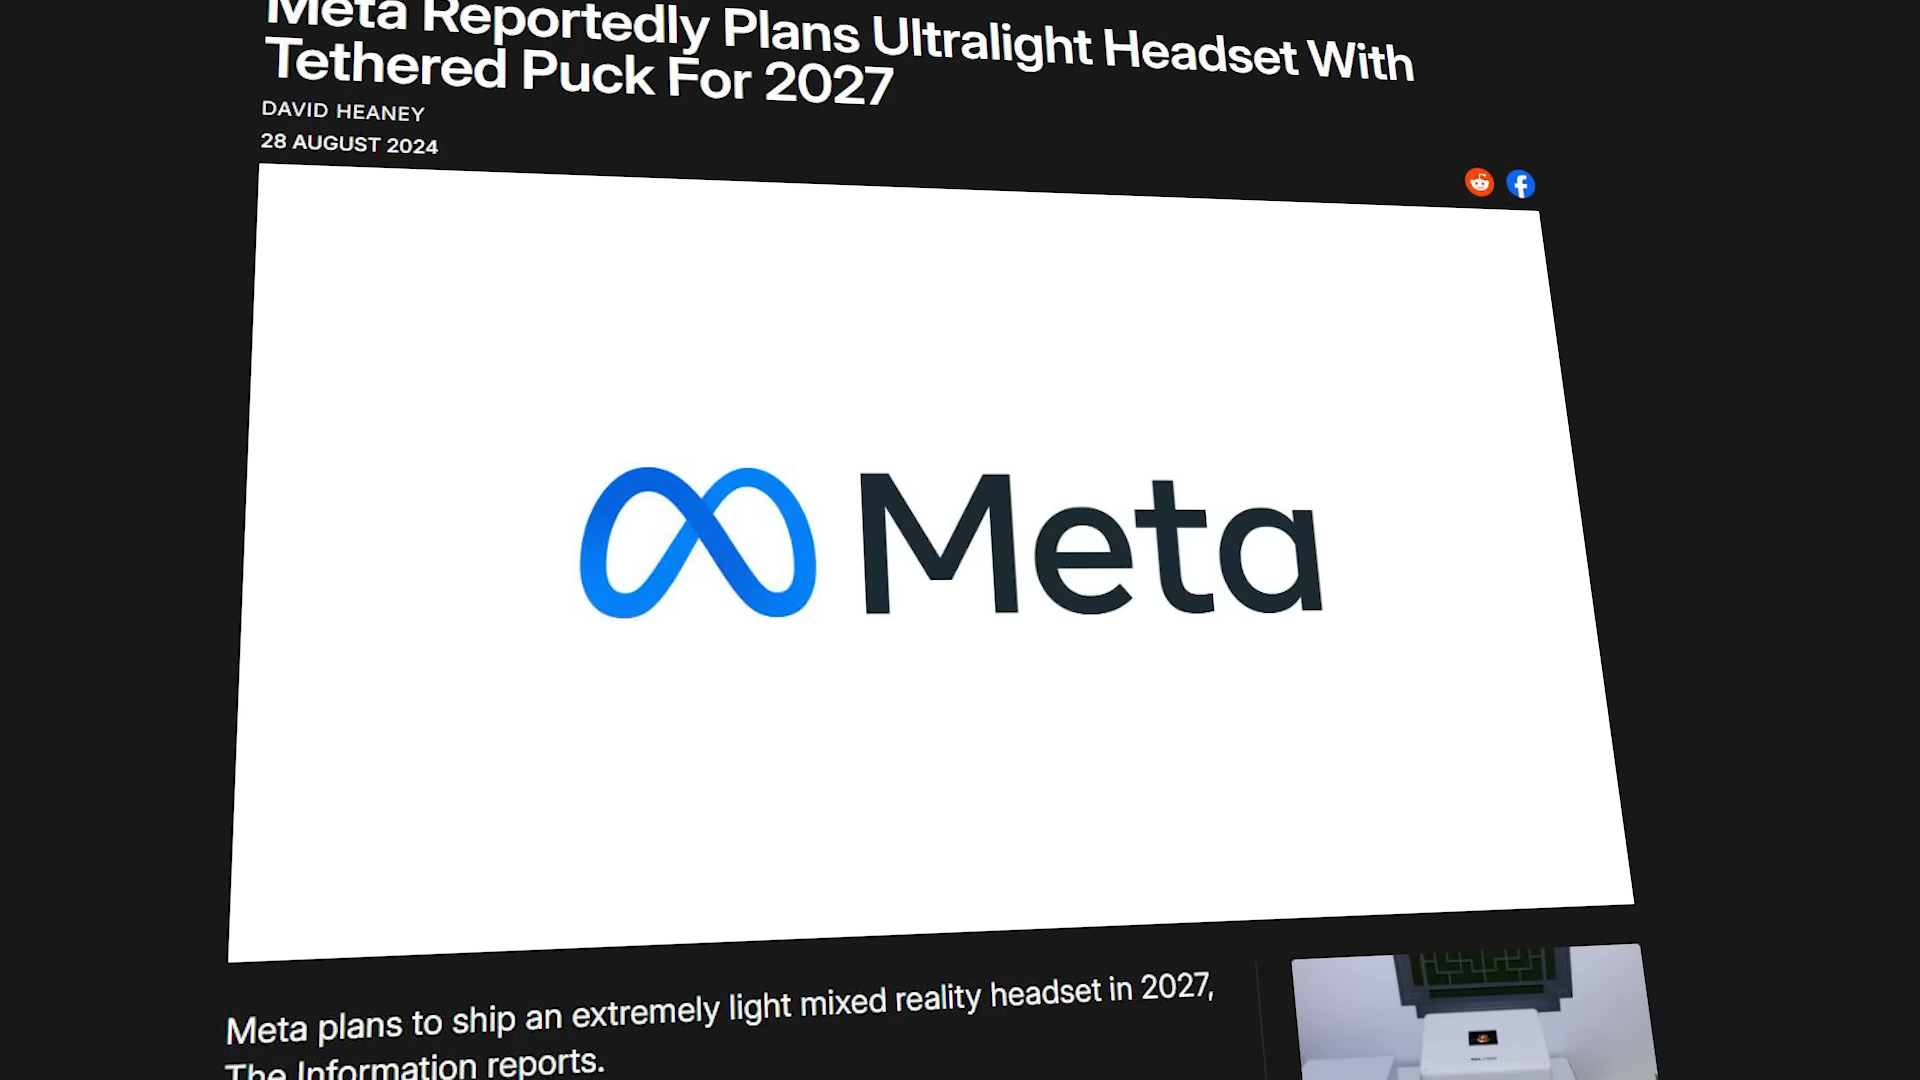 Meta Reportedly Plans Ultralight Headset With
Tethered Puck For 2027
DAVID HEANEY
28 AUGUST 2024
Meta
Meta plans to ship an extremely light mixed reality headset in 2027,
The Information reports.